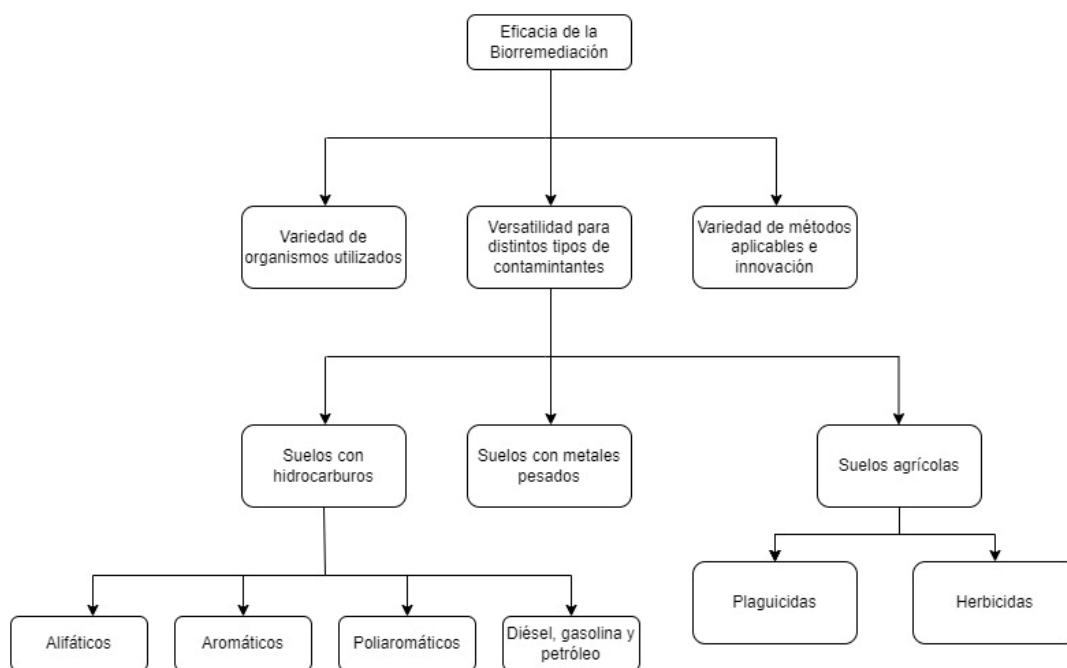 Eficacia de la
Biorremediación
Variedad de
organismos utilizados
Versatilidad para
distintos tipos de
contamintantes
Variedad de métodos
aplicables e
innovación
Suelos con
hidrocarburos
Suelos con metales
pesados
Suelos agrícolas
Plaguicidas
Herbicidas
Alifáticos
Aromáticos
Poliaromáticos
Diésel, gasolina y
petróleo